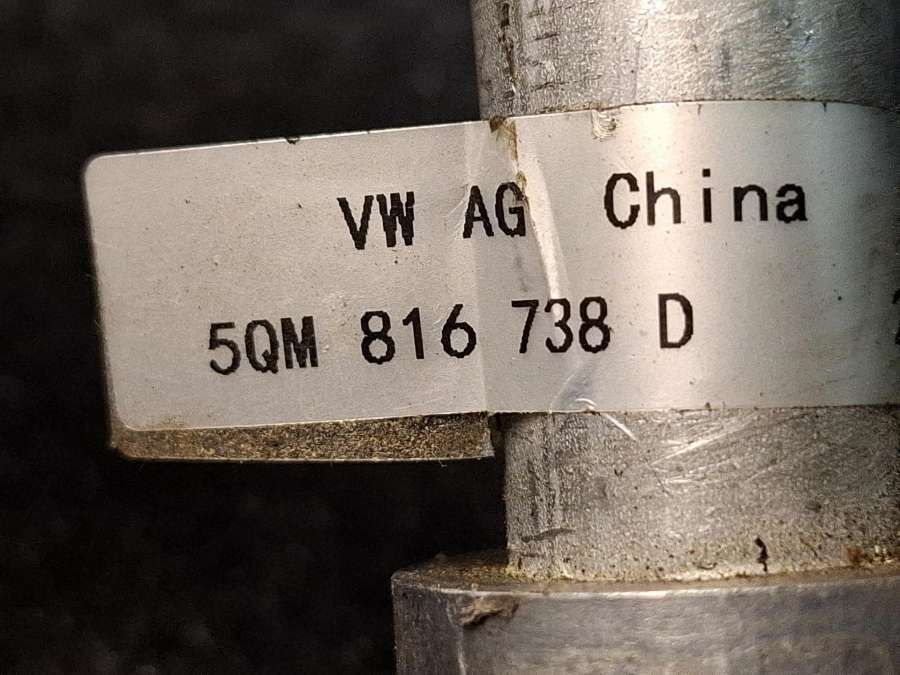 VW AG China
5QM 816 738 D